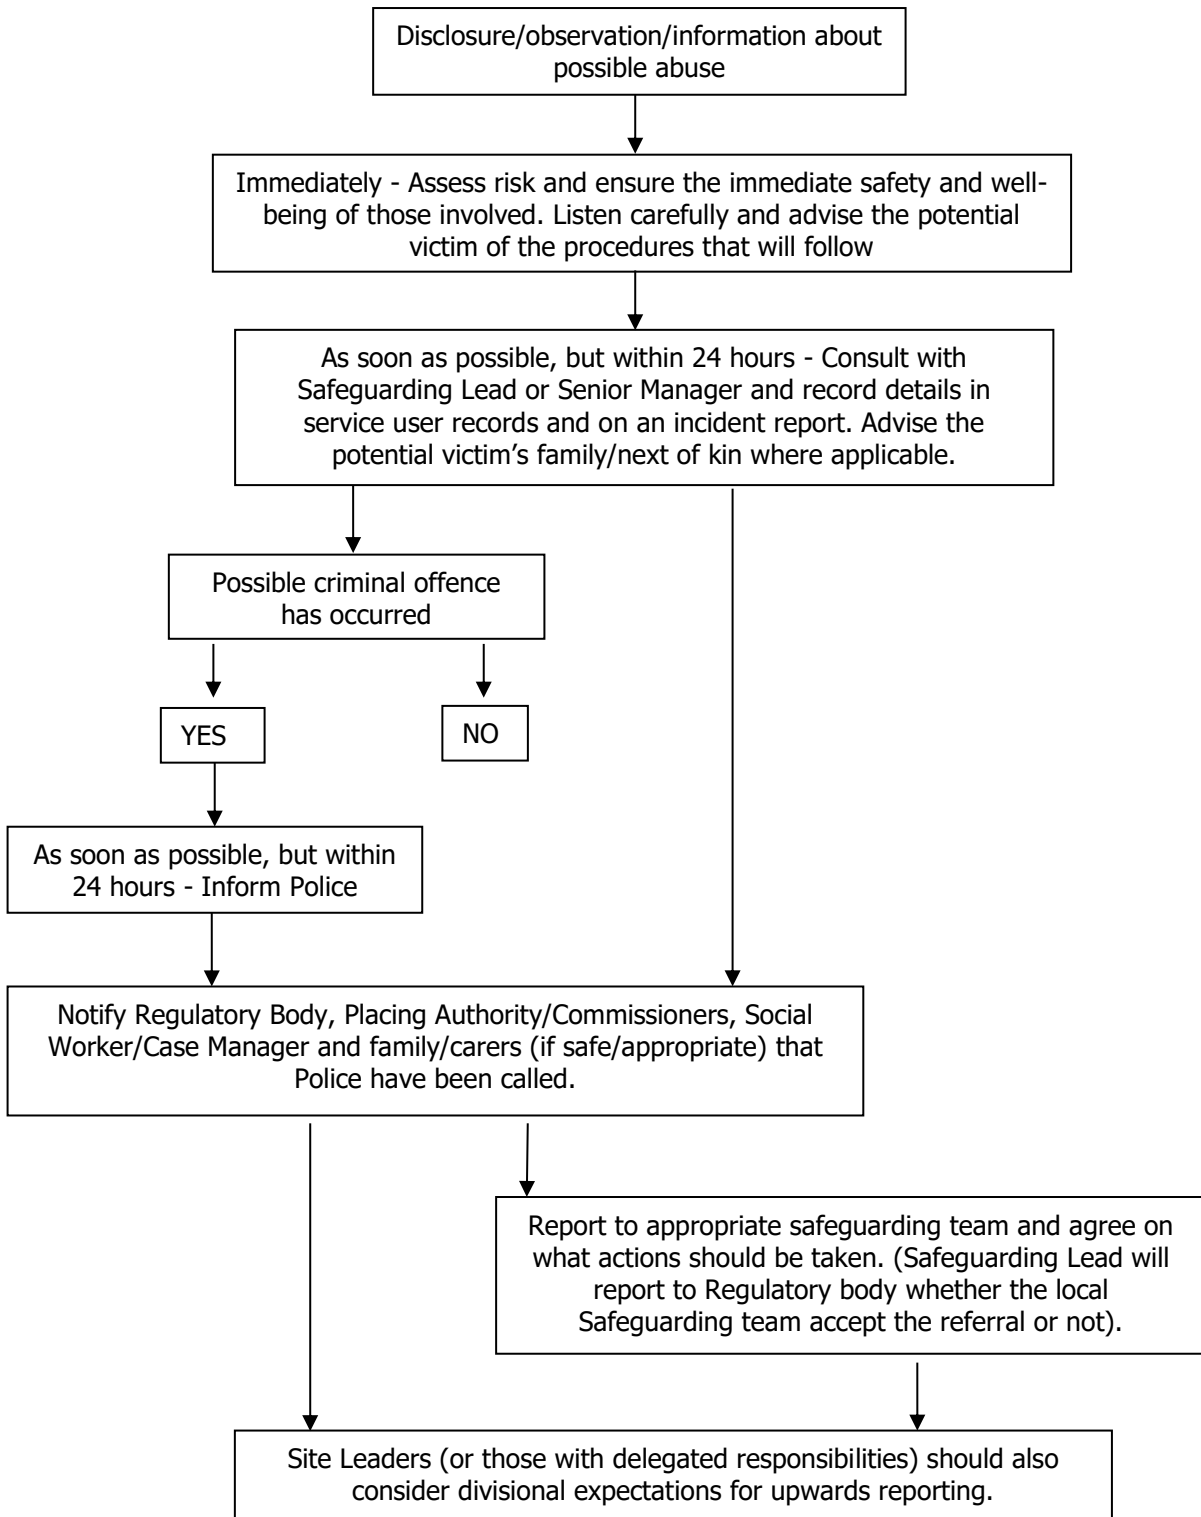 Disclosure/observation/information about
possible abuse
Immediately - Assess risk and ensure the immediate safety and well-
being of those involved. Listen carefully and advise the potential
victim of the procedures that will follow
As soon as possible, but within 24 hours - Consult with
Safeguarding Lead or Senior Manager and record details in
service user records and on an incident report. Advise the
potential victim’s family/next of kin where applicable.
Possible criminal offence
has occurred
YES
NO
As soon as possible, but within
24 hours - Inform Police
Notify Regulatory Body, Placing Authority/Commissioners, Social
Worker/Case Manager and family/carers (if safe/appropriate) that
Police have been called.
Report to appropriate safeguarding team and agree on
what actions should be taken. (Safeguarding Lead will
report to Regulatory body whether the local
Safeguarding team accept the referral or not).
Site Leaders (or those with delegated responsibilities) should also
consider divisional expectations for upwards reporting.